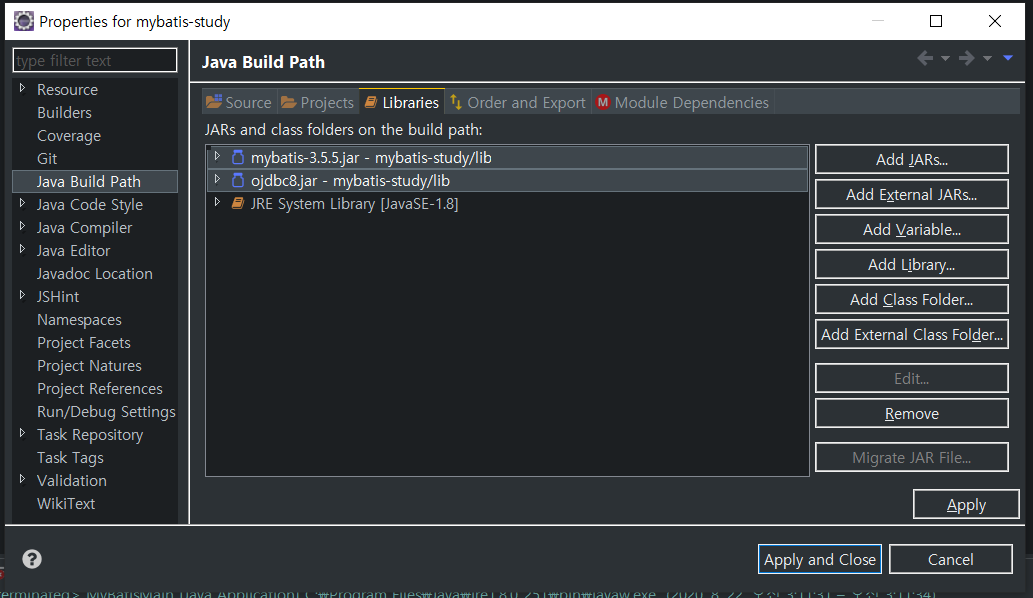 Properties for mybatis-study
type filter text
Resource
Builders
Coverage
Git
Java Build Path
Java Code Style
Java Compiler
Java Editor
Javadoc Location
JSHint
Namespaces
Project Facets
Project Natures
Project References
Run/Debug Settings
Task Repository
Task Tags
Validation
WikiText
Java Build Path
Source Projects Libraries Order and Export M Module Dependencies
JARs and class folders on the build path:
mybatis-3.5.5.jar - mybatis-study/lib
ojdbc8.jar - mybatis-study/lib
JRE System Library [JavaSE-1.8]
Add JARs...
Add External JARs...
Add Variable...
Add Library...
Add Class Folder...
Add External Class Folder...
Edit...
Remove
Migrate JAR File...
Apply
?
Apply and Close
Cancel